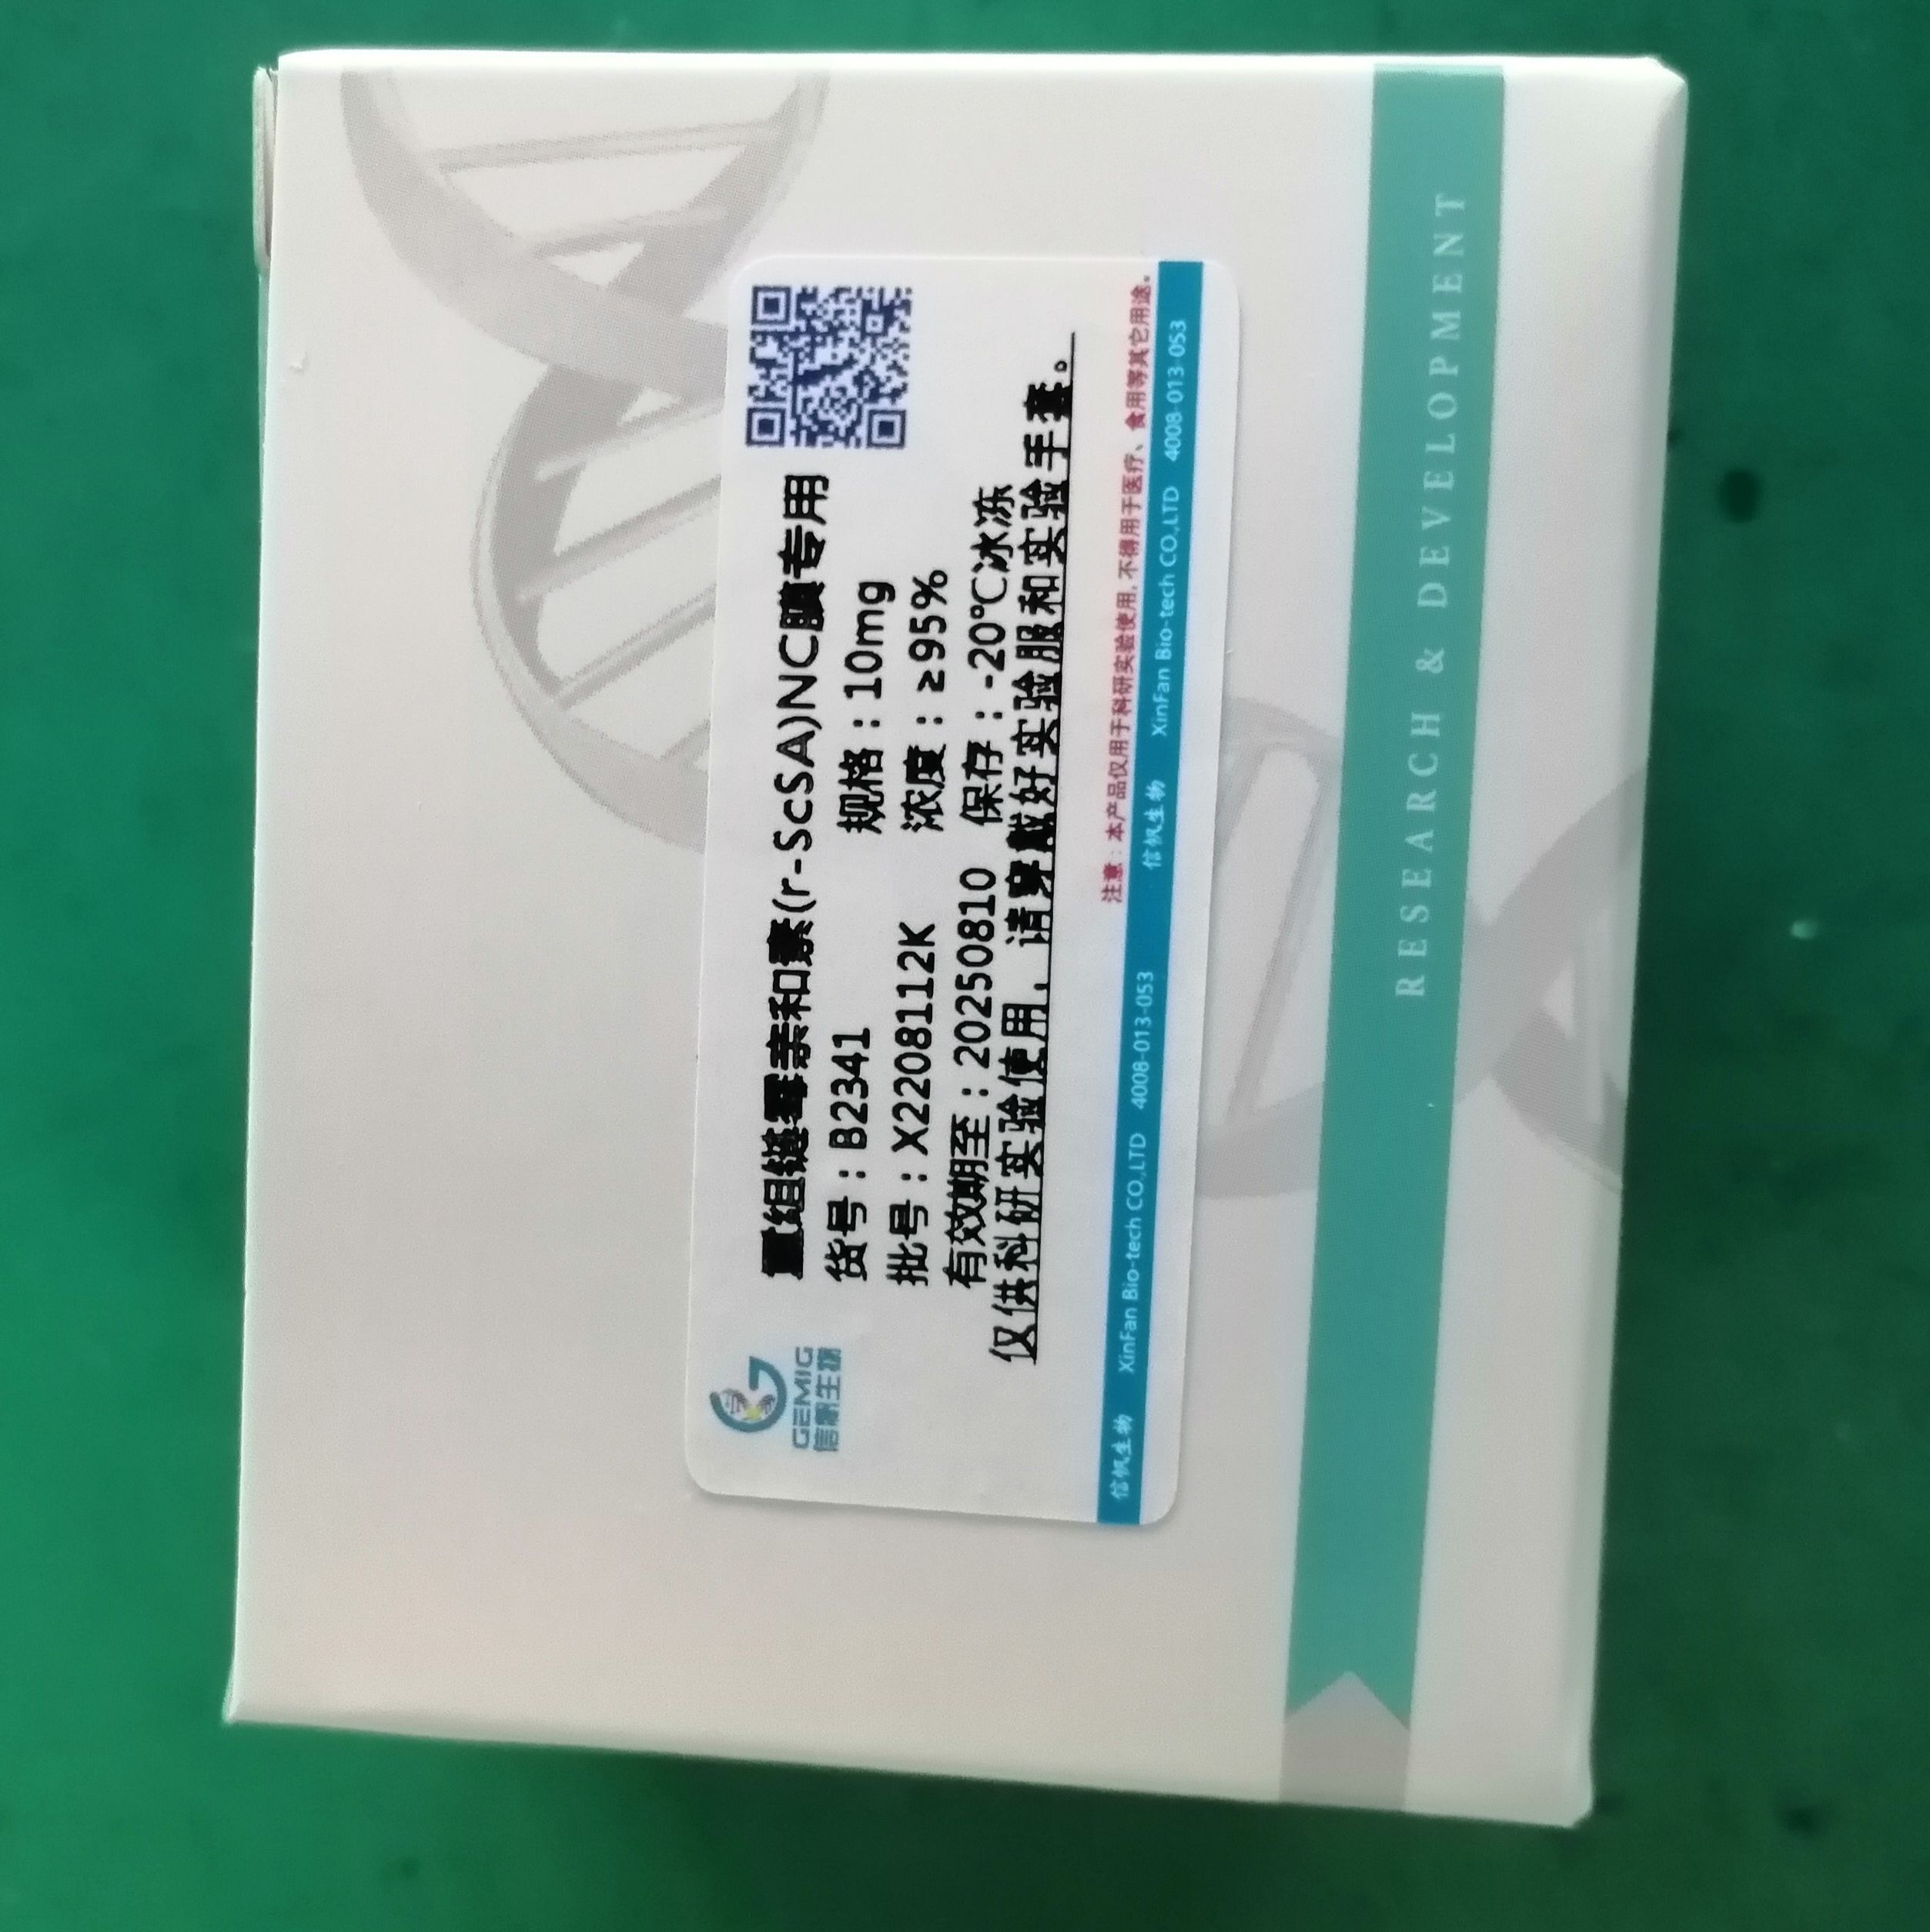 重组链霉亲和素(r-ScSA)NC膜专用
货号：B2341 规格：10mg
批号：X2208112K 浓度：≥95%
有效期至：20250810 保存：-20℃冰冻
仅供科研实验使用，请穿戴好实验服和实验手套。
GEMIG
信帆生物
注意：本产品仅用于科研实验使用，不得用于医疗、食用等其它用途。
信帆生物 XinFan Bio-tech CO.,LTD 4008-013-053 信帆生物 XinFan Bio-tech CO.,LTD 4008-013-053
RESEARCH & DEVELOPMENT